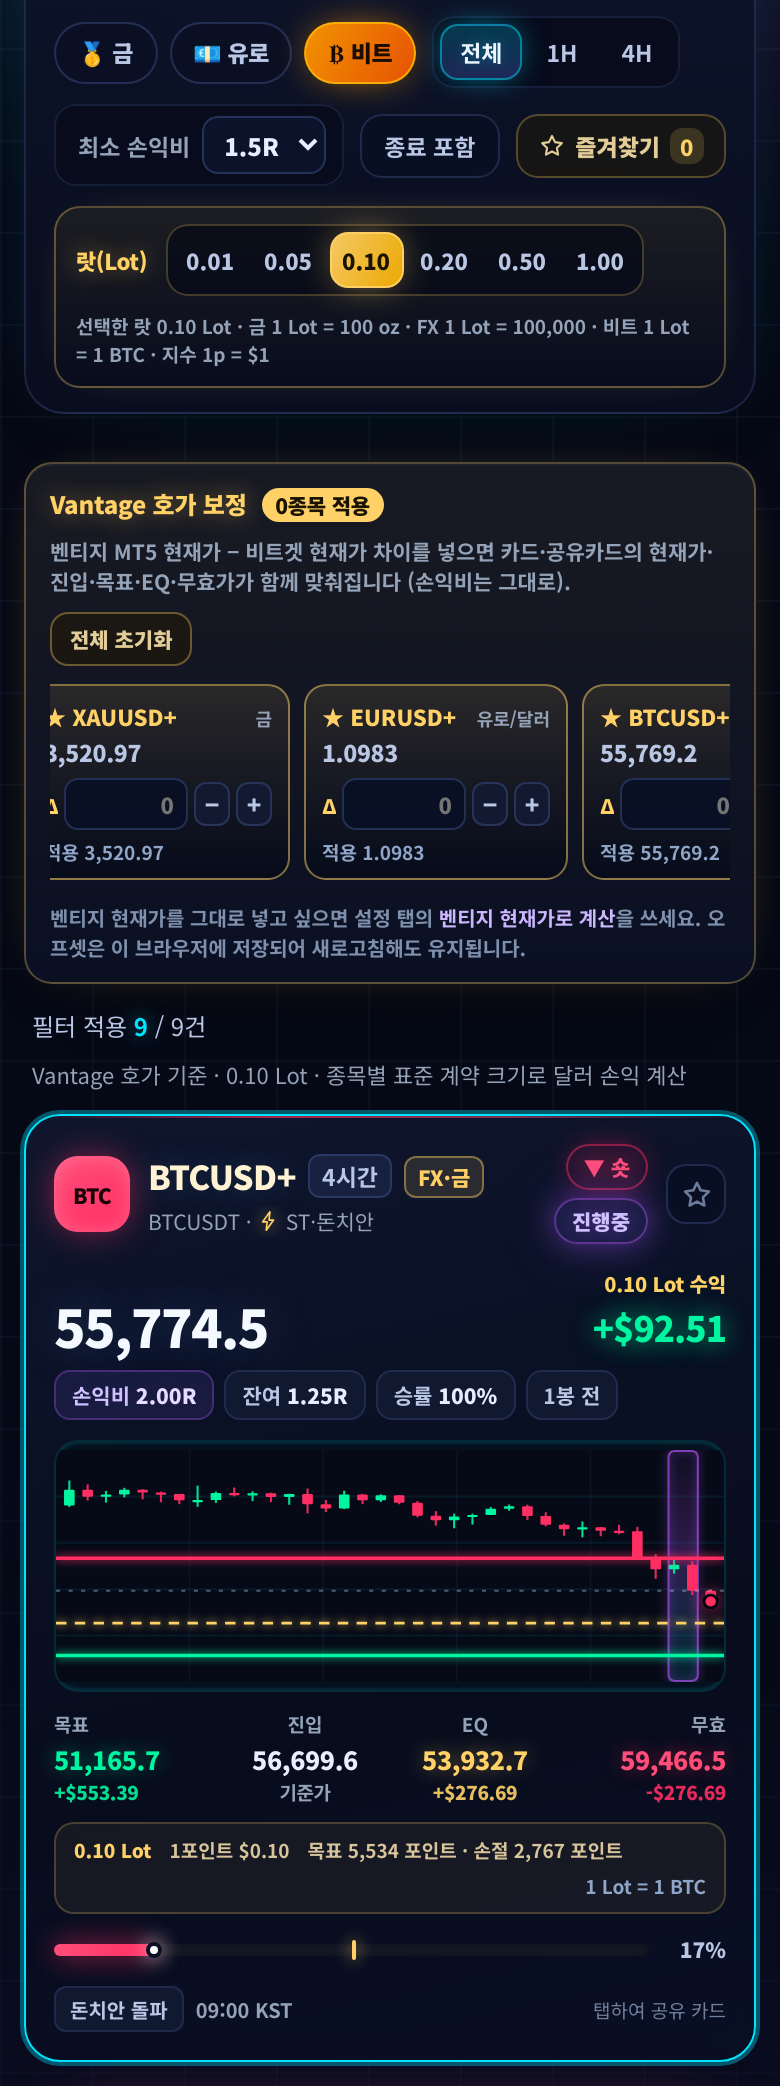 🥇 금 💶 유로 ₿ 비트 전체 1H 4H
최소 손익비 1.5R 종료 포함 ☆ 즐겨찾기 0
랏(Lot) 0.01 0.05 0.10 0.20 0.50 1.00
선택한 랏 0.10 Lot · 금 1 Lot = 100 oz · FX 1 Lot = 100,000 · 비트 1 Lot
= 1 BTC · 지수 1p = $1
Vantage 호가 보정 0종목 적용
벤티지 MT5 현재가 − 비트겟 현재가 차이를 넣으면 카드·공유카드의 현재가·
진입·목표·EQ·무효가가 함께 맞춰집니다 (손익비는 그대로).
전체 초기화
★ XAUUSD+ 금
3,520.97
Δ 0 − +
적용 3,520.97
★ EURUSD+ 유로/달러
1.0983
Δ 0 − +
적용 1.0983
★ BTCUSD+
55,769.2
Δ 0
적용 55,769.2
벤티지 현재가를 그대로 넣고 싶으면 설정 탭의 벤티지 현재가로 계산을 쓰세요. 오
프셋은 이 브라우저에 저장되어 새로고침해도 유지됩니다.
필터 적용 9 / 9건
Vantage 호가 기준 · 0.10 Lot · 종목별 표준 계약 크기로 달러 손익 계산
BTC
BTCUSD+ 4시간 FX·금
BTCUSDT · ⚡ ST·돈치안
▼ 숏
진행중
☆
0.10 Lot 수익
55,774.5 +$92.51
손익비 2.00R 잔여 1.25R 승률 100% 1봉 전
목표 진입 EQ 무효
51,165.7 56,699.6 53,932.7 59,466.5
+$553.39 기준가 +$276.69 -$276.69
0.10 Lot 1포인트 $0.10 목표 5,534 포인트 · 손절 2,767 포인트
1 Lot = 1 BTC
17%
돈치안 돌파 09:00 KST 탭하여 공유 카드